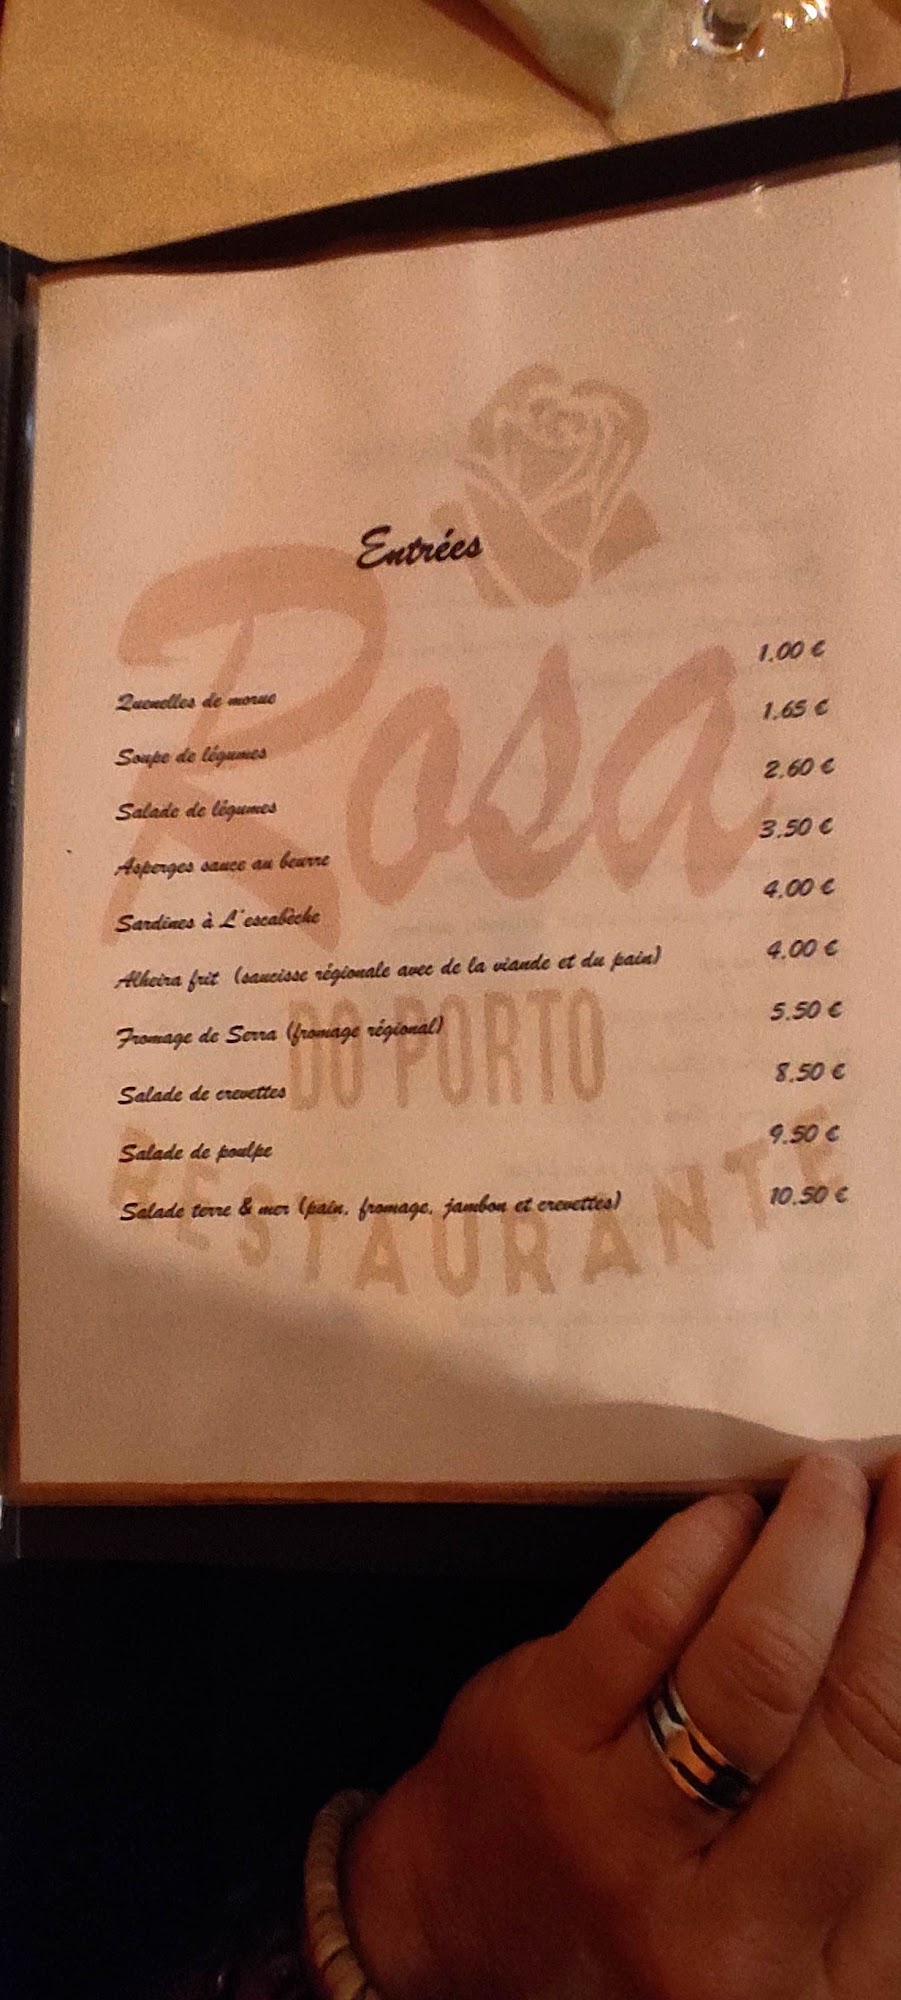 Entrées
Quenelles de morue 1.00 €
Soupe de légumes 1.65 €
Salade de légumes 2.60 €
Asperges sauce au beurre 3.50 €
Sardines à L'escabèche 4.00 €
Alheira frit (saucisse régionale avec de la viande et du pain) 4.00 €
Fromage de Serra (fromage régional) 5.50 €
Salade de crevettes 8.50 €
Salade de poulpe 9.50 €
Salade terre & mer (pain, fromage, jambon et crevettes) 10.50 €
Rosa
DO PORTO
RESTAURANTE